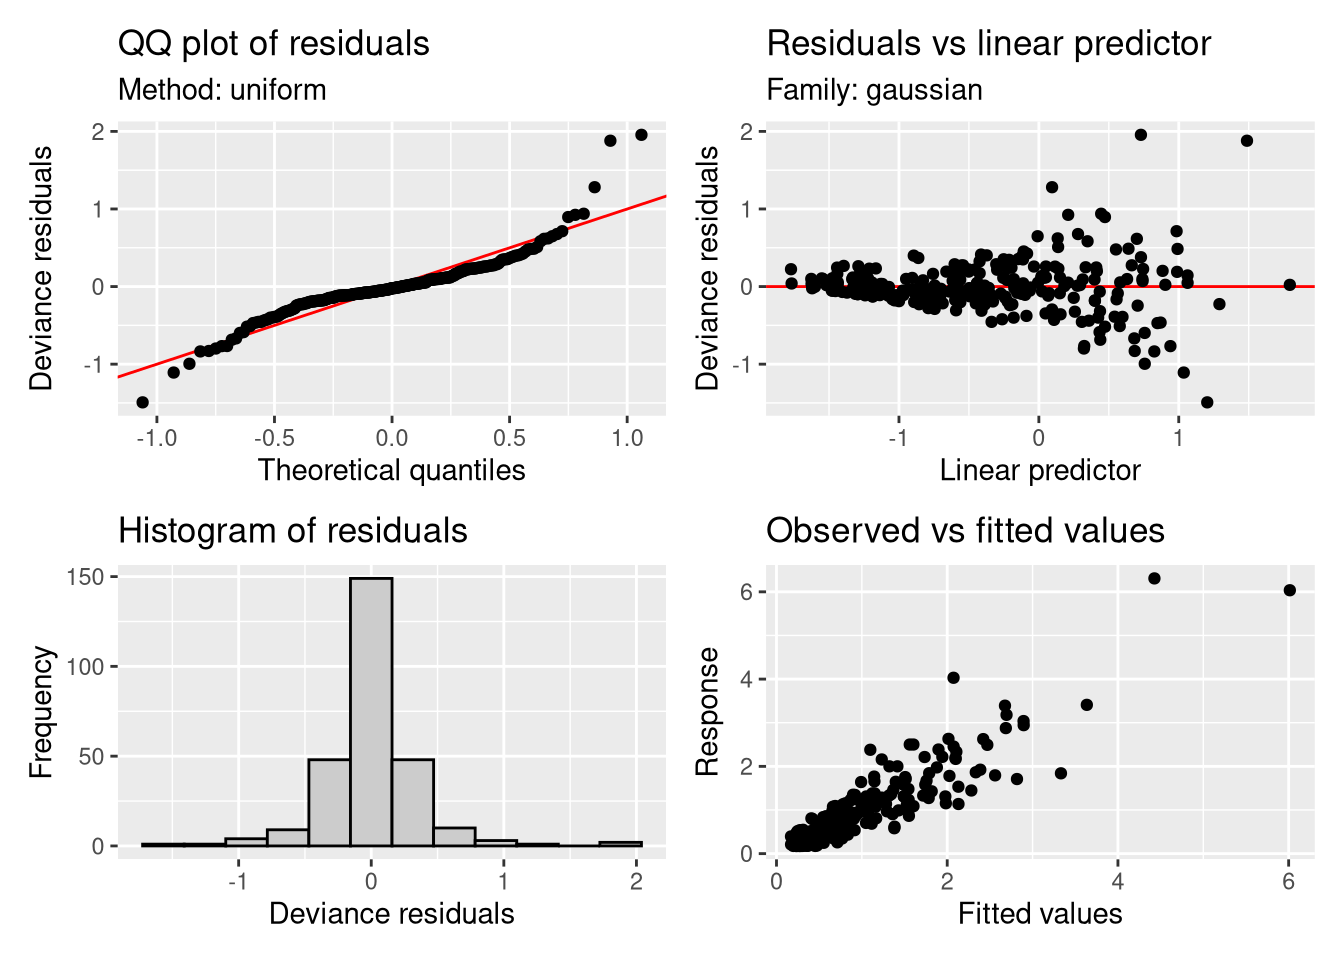 QQ plot of residuals
Method: uniform
Deviance residuals
2
1
0
-1
-1.0 -0.5 0.0 0.5 1.0
Theoretical quantiles
Residuals vs linear predictor
Family: gaussian
Deviance residuals
2
1
0
-1
-1 0 1
Linear predictor
Histogram of residuals
Frequency
150
100
50
0
-1 0 1 2
Deviance residuals
Observed vs fitted values
Response
6
4
2
0
0 2 4 6
Fitted values